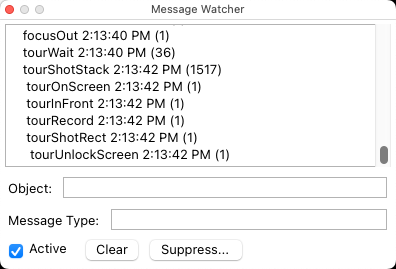 Message Watcher
focusOut 2:13:40 PM (1)
tourWait 2:13:40 PM (36)
tourShotStack 2:13:42 PM (1517)
tourOnScreen 2:13:42 PM (1)
tourInFront 2:13:42 PM (1)
tourRecord 2:13:42 PM (1)
tourShotRect 2:13:42 PM (1)
tourUnlockScreen 2:13:42 PM (1)
Object:
Message Type:
Active Clear Suppress...